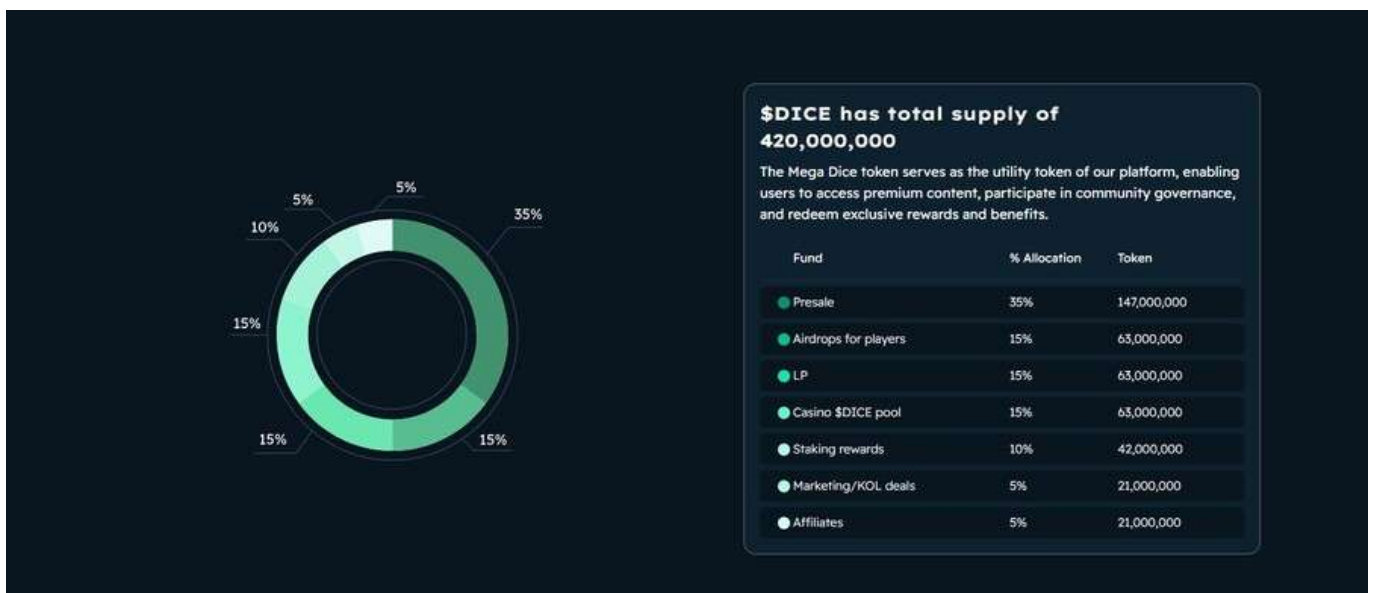 5%
5%
35%
10%
15%
15%
15%
$DICE has total supply of
420,000,000
The Mega Dice token serves as the utility token of our platform, enabling
users to access premium content, participate in community governance,
and redeem exclusive rewards and benefits.
Fund % Allocation Token
Presale 35% 147,000,000
Airdrops for players 15% 63,000,000
LP 15% 63,000,000
Casino $DICE pool 15% 63,000,000
Staking rewards 10% 42,000,000
Marketing/KOL deals 5% 21,000,000
Affiliates 5% 21,000,000